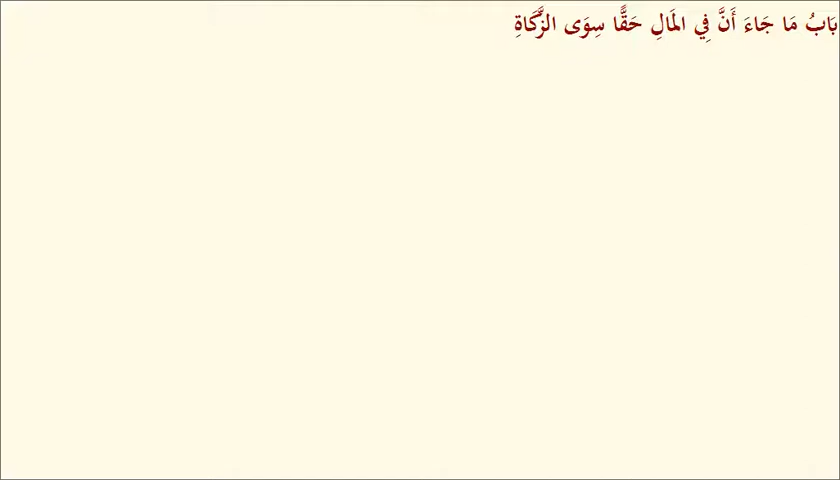 بَابُ مَا جَاءَ أَنَّ فِي المَالِ حَقًّا سِوَى الزَّكَاةِ